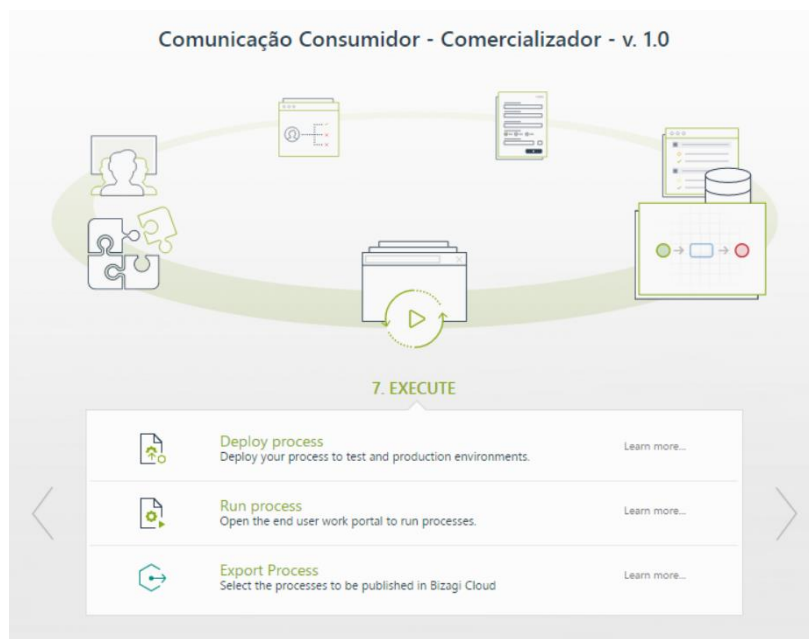 Comunicação Consumidor - Comercializador - v. 1.0
7. EXECUTE
Deploy process
Learn more...
Deploy your process to test and production environments.
Run process
Learn more...
Open the end user work portal to run processes.
Export Process
Learn more...
Select the processes to be published in Bizagi Cloud